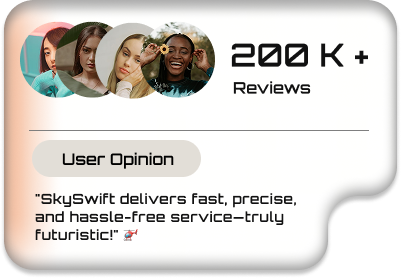 200 K +
Reviews
User Opinion
"SkySwift delivers fast, precise,
and hassle-free service—truly
futuristic!" 🚁